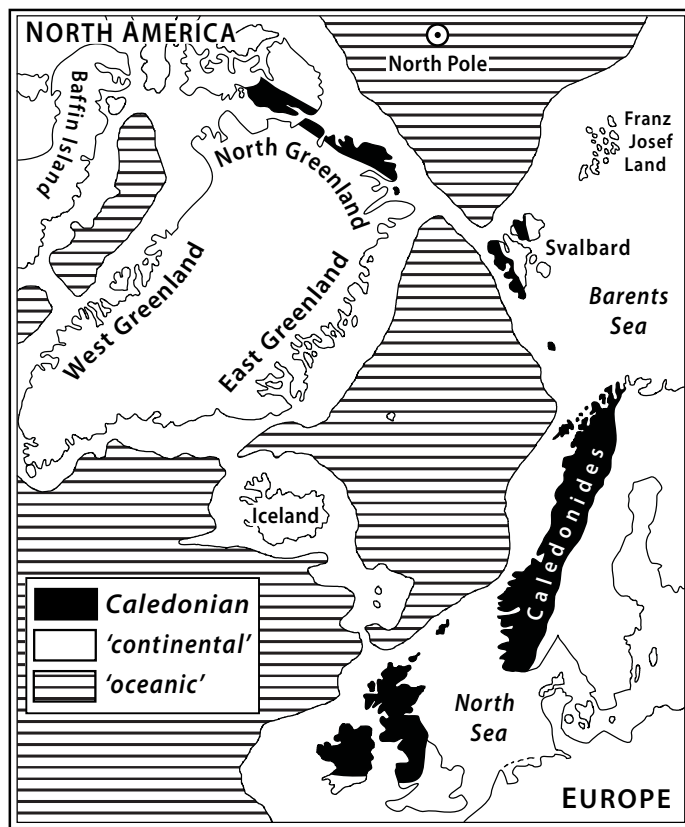 NORTH AMERICA
North Pole
Baffin Island
Franz
Josef
Land
North Greenland
Svalbard
West Greenland
East Greenland
Barents
Sea
Caledonides
Iceland
Caledonian
'continental'
'oceanic'
North
Sea
EUROPE